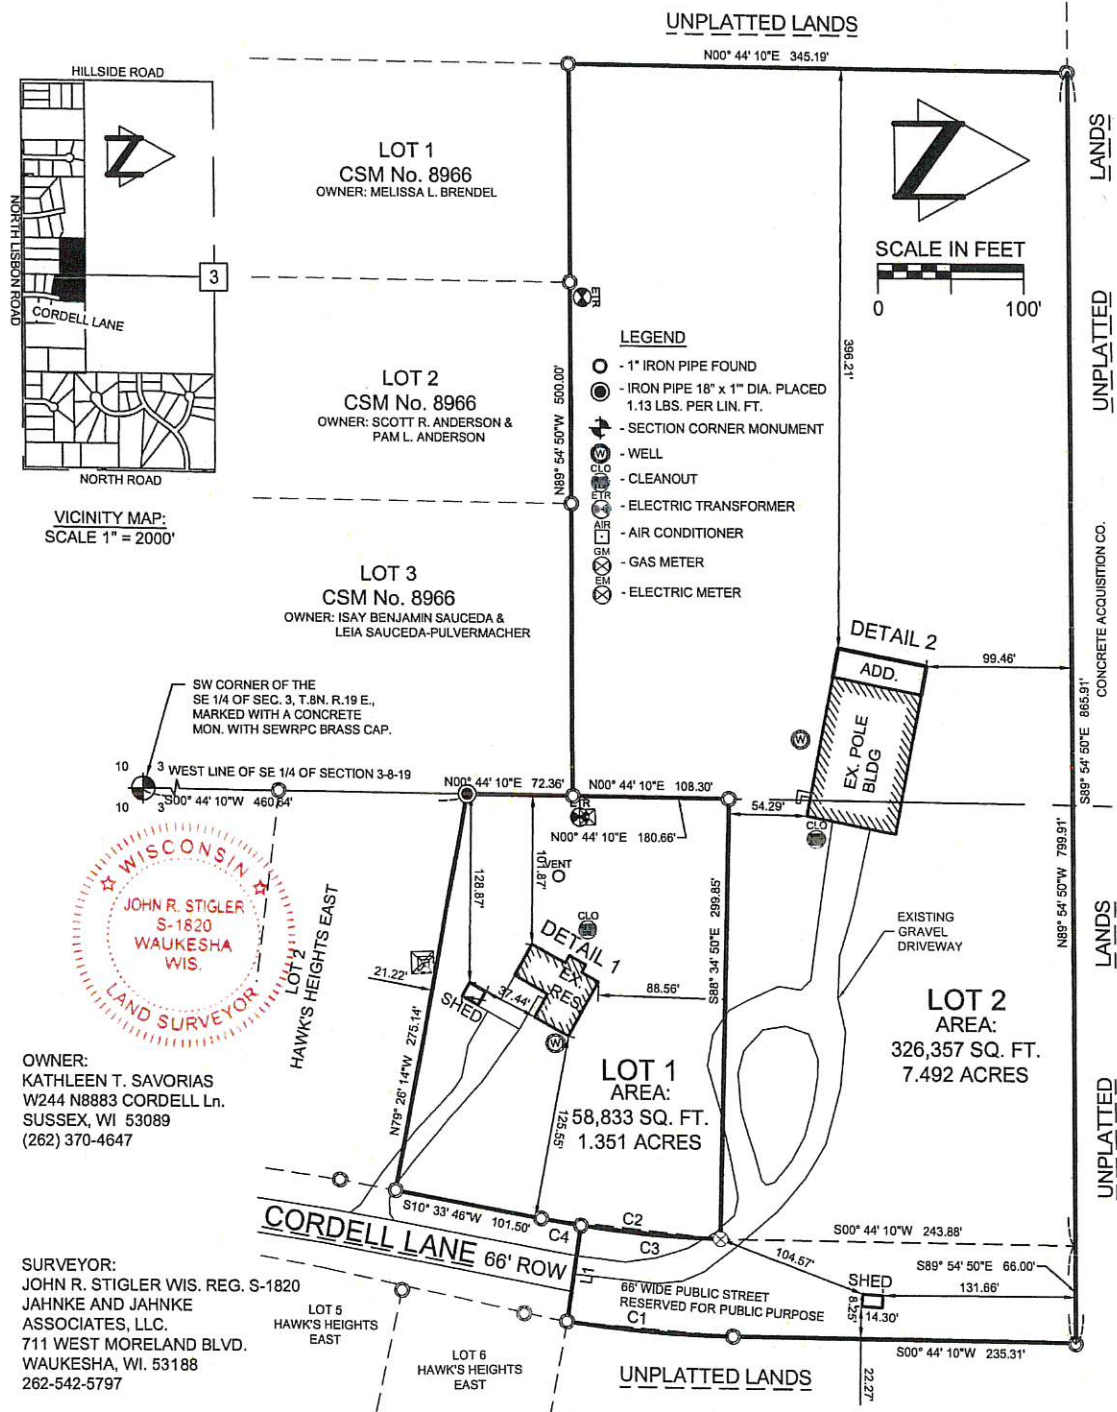 UNPLATTED LANDS
N00° 44' 10"E 345.19'
HILLSIDE ROAD
NORTH LISBON ROAD
CORDELL LANE
3
NORTH ROAD
VICINITY MAP:
SCALE 1" = 2000'
LOT 1
CSM No. 8966
OWNER: MELISSA L. BRENDEL
LOT 2
CSM No. 8966
OWNER: SCOTT R. ANDERSON &
PAM L. ANDERSON
LOT 3
CSM No. 8966
OWNER: ISAY BENJAMIN SAUCEDA &
LEIA SAUCEDA-PULVERMACHER
N89° 54' 50"W 500.00'
ETR
SCALE IN FEET
0 100'
LEGEND
- 1" IRON PIPE FOUND
- IRON PIPE 18" x 1"" DIA. PLACED
1.13 LBS. PER LIN. FT.
- SECTION CORNER MONUMENT
W - WELL
CLO
- CLEANOUT
ETR
- ELECTRIC TRANSFORMER
AIR
- AIR CONDITIONER
GM
- GAS METER
EM
- ELECTRIC METER
396.21'
UNPLATTED LANDS
CONCRETE ACQUISITION CO.
S89° 54' 50"E 865.91'
DETAIL 2
ADD.
EX. POLE
BLDG
99.46'
W
CLO
54.29'
SW CORNER OF THE
SE 1/4 OF SEC. 3, T.8N. R.19 E.,
MARKED WITH A CONCRETE
MON. WITH SEWRPC BRASS CAP.
10 3
10 3
WEST LINE OF SE 1/4 OF SECTION 3-8-19
S00° 44' 10"W 460.64'
N00° 44' 10"E 72.36'
N00° 44' 10"E 108.30'
ETR
N00° 44' 10"E 180.66'
VENT
101.87'
128.87'
CLO
DETAIL 1
EX.
RES.
SHED
37.44'
21.22'
88.56'
W
S88° 34' 50"E 299.85'
N79° 26' 14"W 275.14'
125.55'
LOT 1
AREA:
58,833 SQ. FT.
1.351 ACRES
EXISTING
GRAVEL
DRIVEWAY
LOT 2
AREA:
326,357 SQ. FT.
7.492 ACRES
N89° 54' 50"W 799.91'
UNPLATTED LANDS
WISCONSIN
JOHN R. STIGLER
S-1820
WAUKESHA
WIS.
LAND SURVEYOR
LOT 2
HAWK'S HEIGHTS EAST
OWNER:
KATHLEEN T. SAVORIAS
W244 N8883 CORDELL Ln.
SUSSEX, WI 53089
(262) 370-4647
S10° 33' 46"W 101.50'
C4
C2
C3
CORDELL LANE 66' ROW
L1
66' WIDE PUBLIC STREET
RESERVED FOR PUBLIC PURPOSE
C1
S00° 44' 10"W 243.88'
104.57'
S89° 54' 50"E 66.00'
SHED
131.66'
8.25'
14.30'
S00° 44' 10"W 235.31'
22.27'
UNPLATTED LANDS
SURVEYOR:
JOHN R. STIGLER WIS. REG. S-1820
JAHNKE AND JAHNKE
ASSOCIATES, LLC.
711 WEST MORELAND BLVD.
WAUKESHA, WI. 53188
262-542-5797
LOT 5
HAWK'S HEIGHTS
EAST
LOT 6
HAWK'S HEIGHTS
EAST